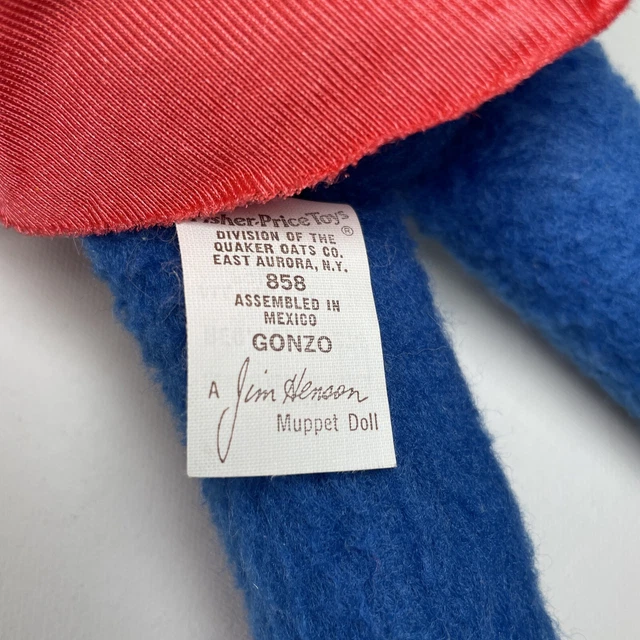 Fisher-Price Toys ®
DIVISION OF THE
QUAKER OATS CO.
EAST AURORA, N.Y.
858
ASSEMBLED IN
MEXICO
GONZO
A Jim Henson
Muppet Doll